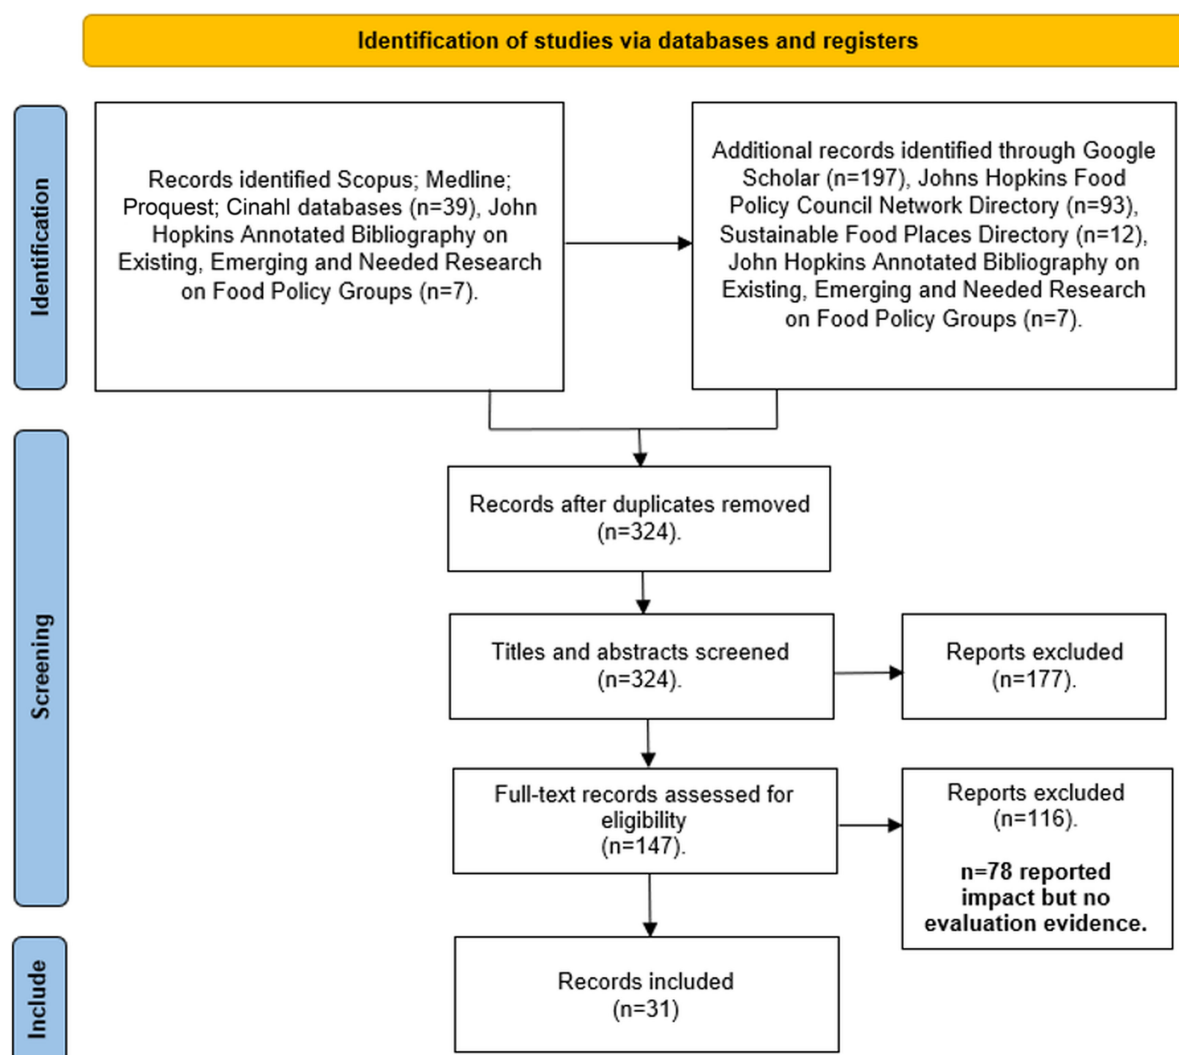 Identification of studies via databases and registers
Identification
Records identified Scopus; Medline;
Proquest; Cinahl databases (n=39), John
Hopkins Annotated Bibliography on
Existing, Emerging and Needed Research
on Food Policy Groups (n=7).
Additional records identified through Google
Scholar (n=197), Johns Hopkins Food
Policy Council Network Directory (n=93),
Sustainable Food Places Directory (n=12),
John Hopkins Annotated Bibliography on
Existing, Emerging and Needed Research
on Food Policy Groups (n=7).
Screening
Records after duplicates removed
(n=324).
Titles and abstracts screened
(n=324).
Reports excluded
(n=177).
Full-text records assessed for
eligibility
(n=147).
Reports excluded
(n=116).
n=78 reported
impact but no
evaluation evidence.
Include
Records included
(n=31)